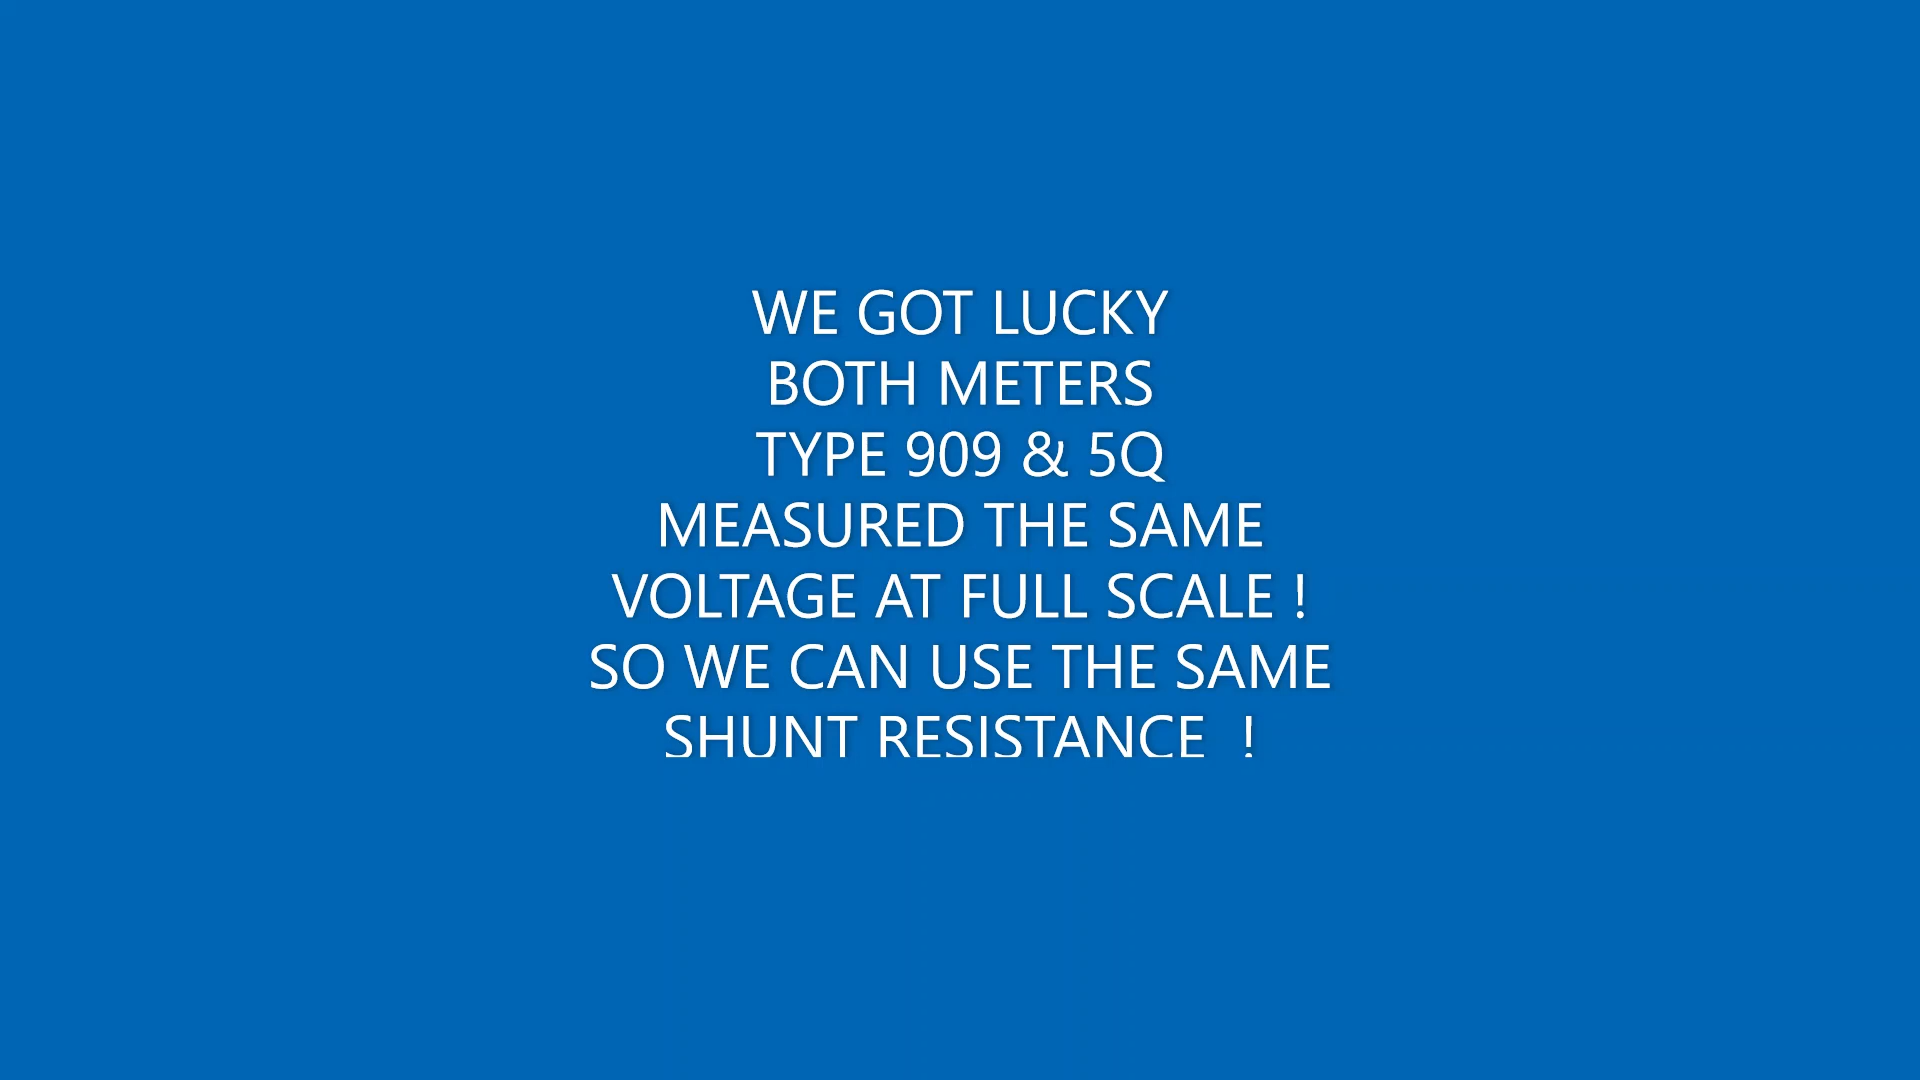 WE GOT LUCKY
BOTH METERS
TYPE 909 & 5Q
MEASURED THE SAME
VOLTAGE AT FULL SCALE !
SO WE CAN USE THE SAME
SHUNT RESISTANCE  !